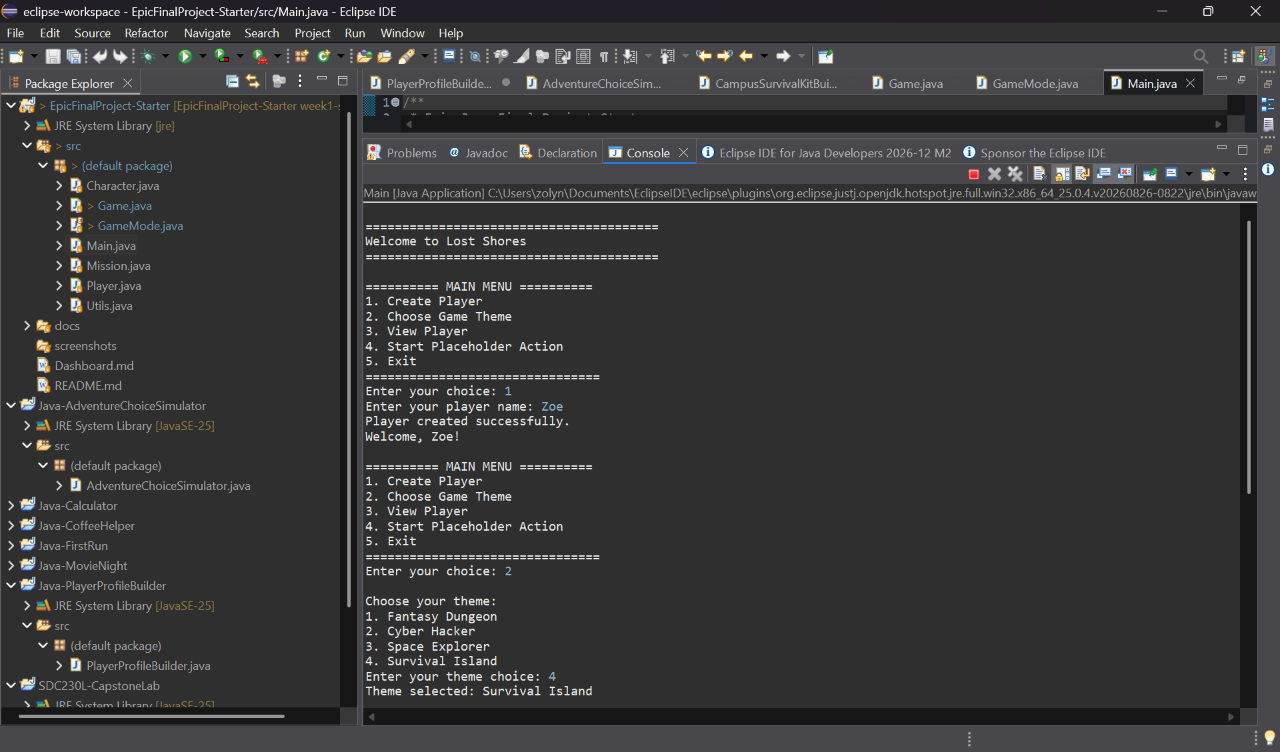 eclipse-workspace - EpicFinalProject-Starter/src/Main.java - Eclipse IDE
File Edit Source Refactor Navigate Search Project Run Window Help
Package Explorer
> EpicFinalProject-Starter [EpicFinalProject-Starter week1-s
JRE System Library [jre]
> src
> (default package)
Character.java
> Game.java
> GameMode.java
Main.java
Mission.java
Player.java
Utils.java
docs
screenshots
Dashboard.md
README.md
Java-AdventureChoiceSimulator
JRE System Library [JavaSE-25]
src
(default package)
AdventureChoiceSimulator.java
Java-Calculator
Java-CoffeeHelper
Java-FirstRun
Java-MovieNight
Java-PlayerProfileBuilder
JRE System Library [JavaSE-25]
src
(default package)
PlayerProfileBuilder.java
SDC230L-CapstoneLab
JRE System Library [JavaSE-25]
PlayerProfileBuilde... AdventureChoiceSim... CampusSurvivalKitBui... Game.java GameMode.java Main.java
1 /**
Problems Javadoc Declaration Console Eclipse IDE for Java Developers 2026-12 M2 Sponsor the Eclipse IDE
Main [Java Application] C:\Users\zolyn\Documents\EclipseIDE\eclipse\plugins\org.eclipse.justj.openjdk.hotspot.jre.full.win32.x86_64_25.0.4.v20260826-0822\jre\bin\javaw
========================================
Welcome to Lost Shores
========================================
========== MAIN MENU ==========
1. Create Player
2. Choose Game Theme
3. View Player
4. Start Placeholder Action
5. Exit
================================
Enter your choice: 1
Enter your player name: Zoe
Player created successfully.
Welcome, Zoe!
========== MAIN MENU ==========
1. Create Player
2. Choose Game Theme
3. View Player
4. Start Placeholder Action
5. Exit
================================
Enter your choice: 2
Choose your theme:
1. Fantasy Dungeon
2. Cyber Hacker
3. Space Explorer
4. Survival Island
Enter your theme choice: 4
Theme selected: Survival Island